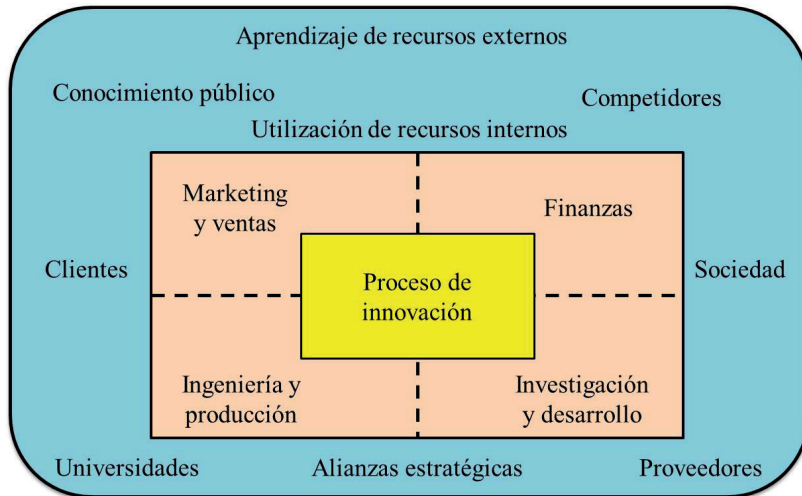 Aprendizaje de recursos externos
Conocimiento público
Competidores
Utilización de recursos internos
Marketing
y ventas
Finanzas
Clientes
Proceso de
innovación
Sociedad
Ingeniería y
producción
Investigación
y desarrollo
Universidades
Alianzas estratégicas
Proveedores